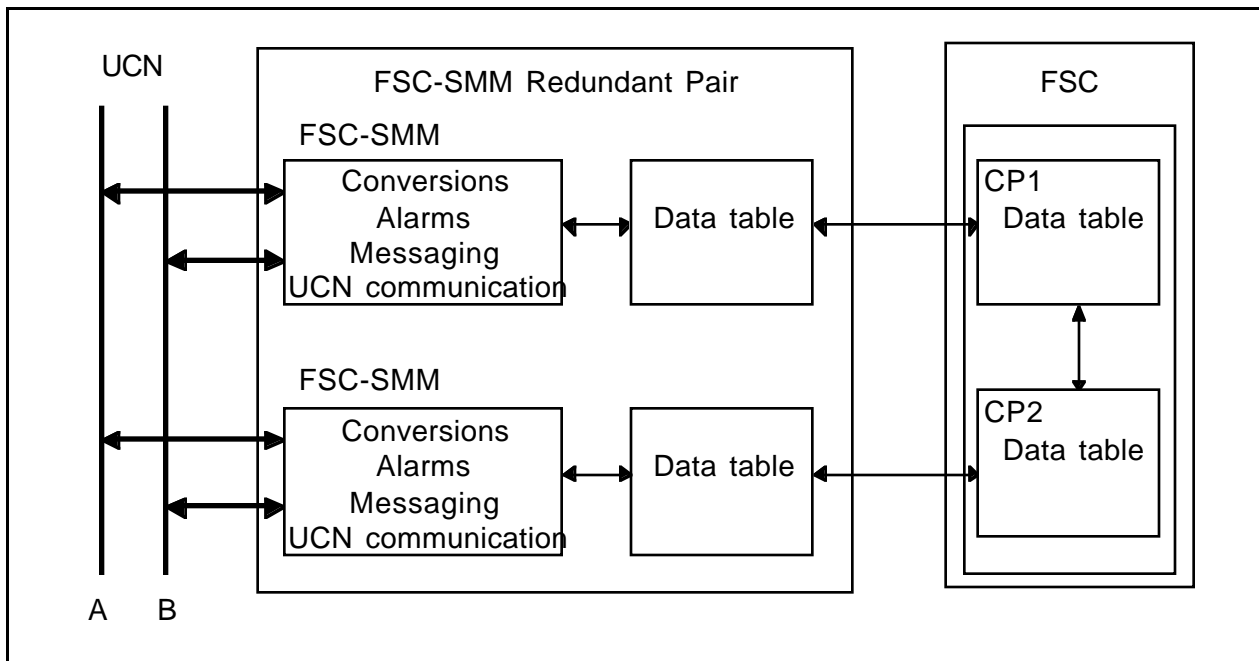 UCN
FSC-SMM Redundant Pair
FSC
FSC-SMM
Conversions
Alarms
Messaging
UCN communication
Data table
CP1
Data table
FSC-SMM
Conversions
Alarms
Messaging
UCN communication
Data table
CP2
Data table
A B